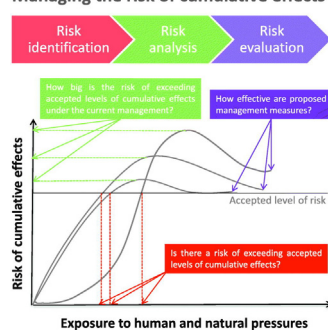 Managing the Risk of Cumulative Effects
Risk
identification
Risk
analysis
Risk
evaluation
How big is the risk of exceeding
accepted levels of cumulative effects
under the current management?
How effective are proposed
management measures?
Accepted level of risk
Is there a risk of exceeding accepted
levels of cumulative effects?
Risk of cumulative effects
Exposure to human and natural pressures